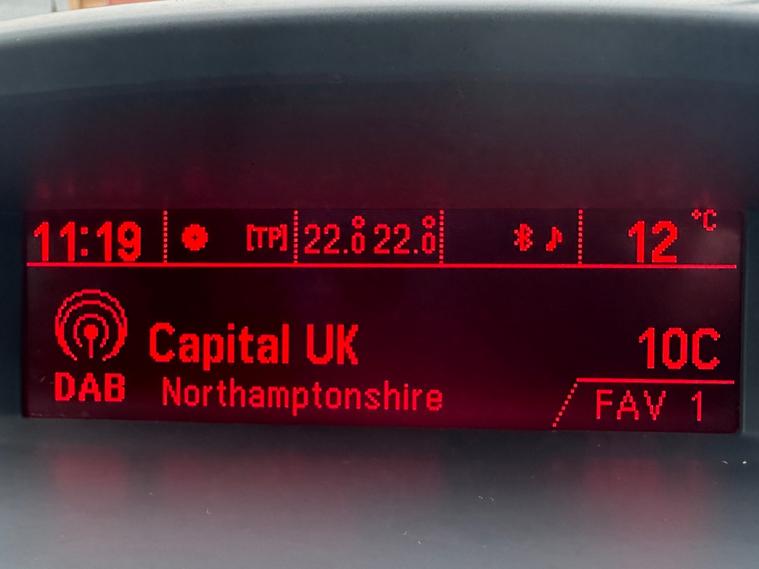 11:19 [TP] 22.0° 22.0° 12 °C
Capital UK 10C
DAB Northamptonshire FAV 1